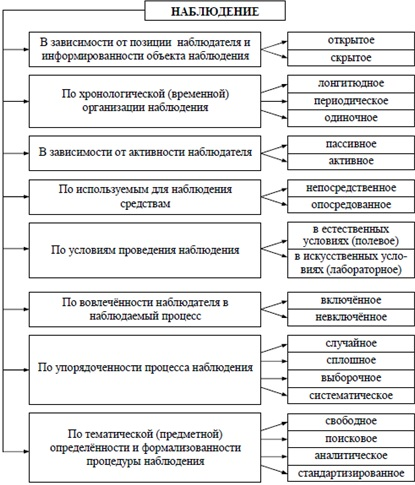 НАБЛЮДЕНИЕ
В зависимости от позиции наблюдателя и
информированности объекта наблюдения
открытое
скрытое
По хронологической (временной)
организации наблюдения
лонгитюдное
периодическое
одиночное
В зависимости от активности наблюдателя
пассивное
активное
По используемым для наблюдения
средствам
непосредственное
опосредованное
По условиям проведения наблюдения
в естественных
условиях (полевое)
в искусственных усло-
виях (лабораторное)
По вовлечённости наблюдателя в
наблюдаемый процесс
включённое
невключённое
По упорядоченности процесса наблюдения
случайное
сплошное
выборочное
систематическое
По тематической (предметной)
определённости и формализованности
процедуры наблюдения
свободное
поисковое
аналитическое
стандартизированное